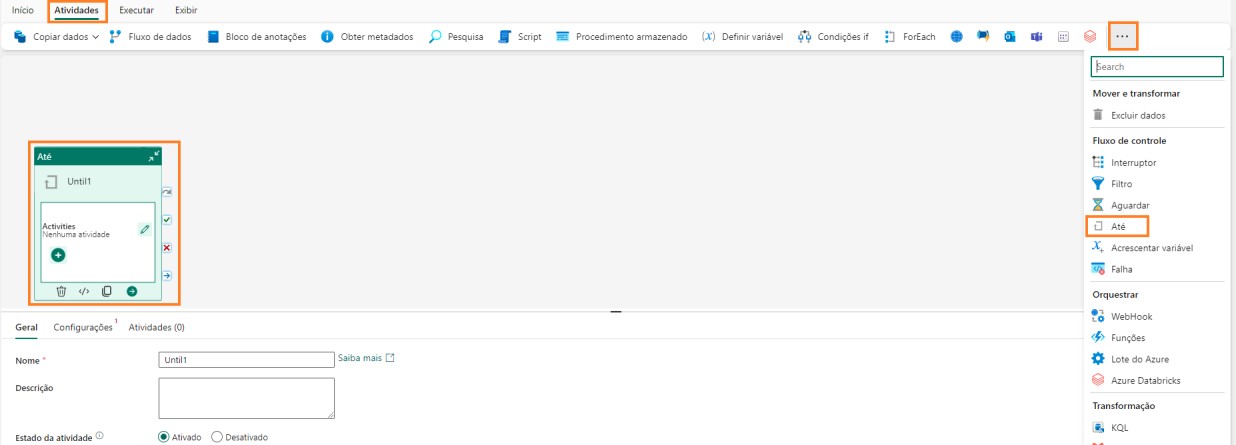 Início Atividades Executar Exibir
Copiar dados Fluxo de dados Bloco de anotações Obter metadados Pesquisa Script Procedimento armazenado (x) Definir variável Condições if ForEach ...
Search
Mover e transformar
Excluir dados
Fluxo de controle
Interruptor
Filtro
Aguardar
Até
Acrescentar variável
Falha
Orquestrar
WebHook
Funções
Lote do Azure
Azure Databricks
Transformação
KQL
Até
Until1
Activities
Nenhuma atividade
Geral Configurações 1 Atividades (0)
Nome * Until1 Saiba mais
Descrição
Estado da atividade Ativado Desativado